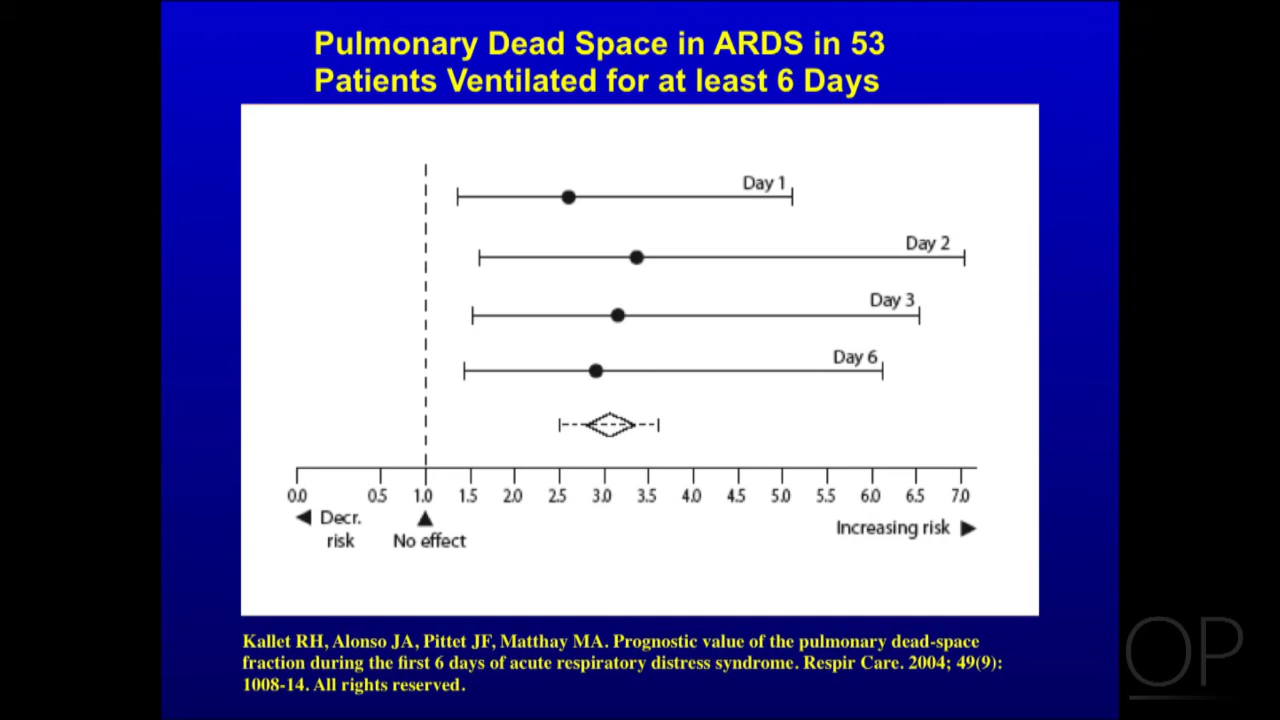 Pulmonary Dead Space in ARDS in 53
Patients Ventilated for at least 6 Days
Day 1
Day 2
Day 3
Day 6
0.0 0.5 1.0 1.5 2.0 2.5 3.0 3.5 4.0 4.5 5.0 5.5 6.0 6.5 7.0
Decr.
risk
No effect
Increasing risk
Kallet RH, Alonso JA, Pittet JF, Matthay MA. Prognostic value of the pulmonary dead-space
fraction during the first 6 days of acute respiratory distress syndrome. Respir Care. 2004; 49(9):
1008-14. All rights reserved.
OP